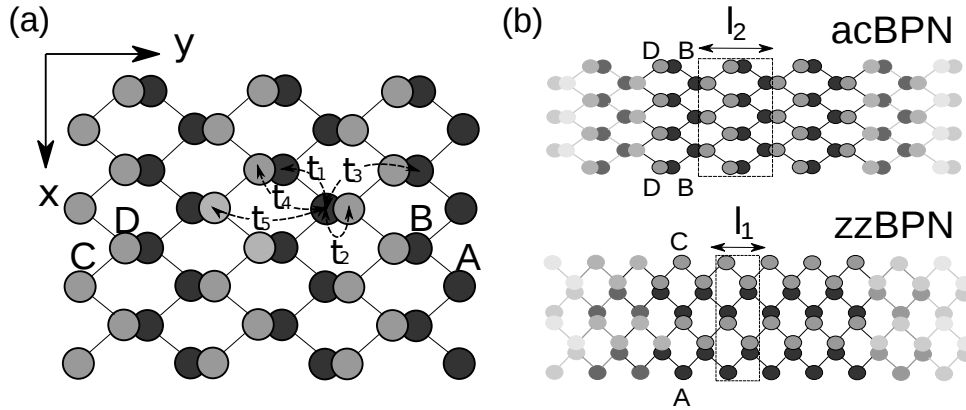 (a)
y
x
t₁
t₃
t₄
t₅
t₂
D
B
C
A
(b)
l₂
acBPN
D B
D B
l₁
zzBPN
C
A